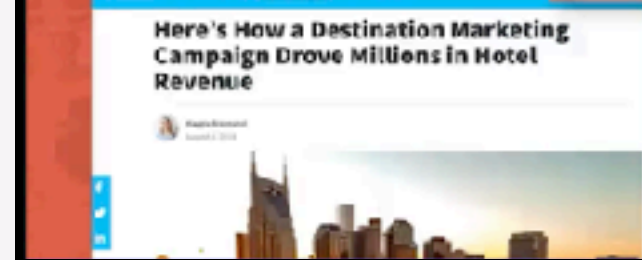 Here's How a Destination Marketing
Campaign Drove Millions in Hotel
Revenue